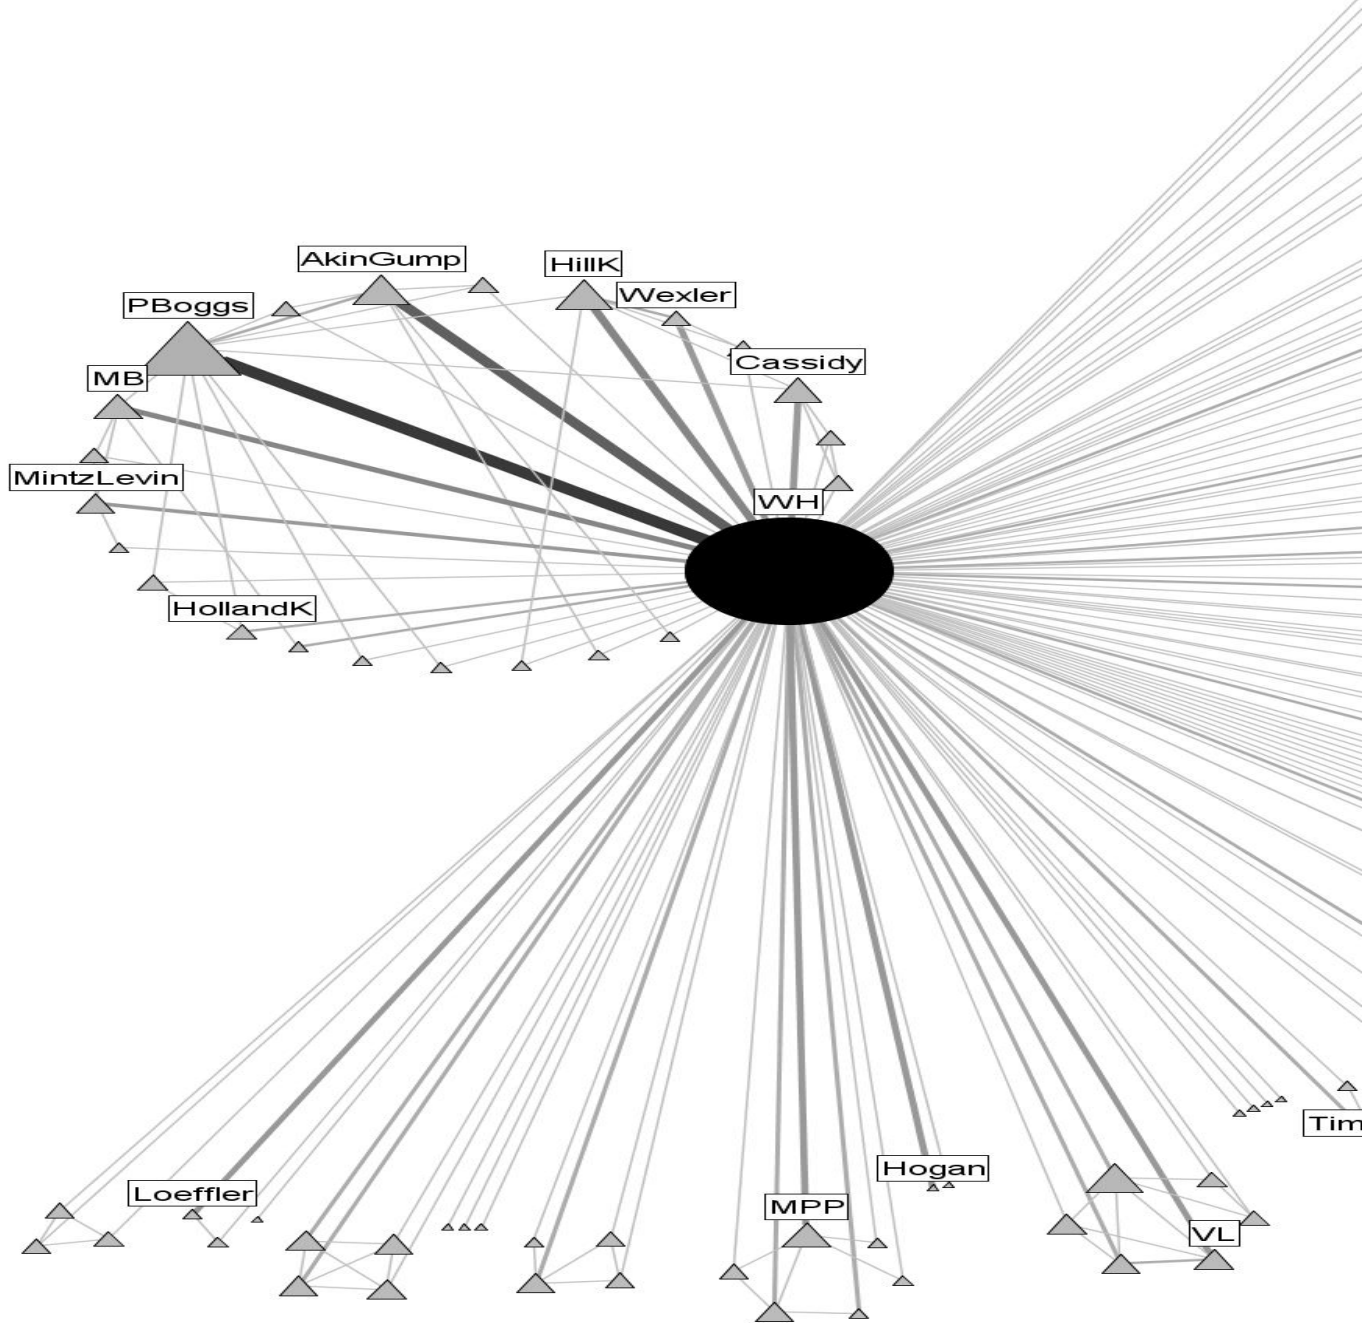 AkinGump
HillK
Wexler
PBoggs
Cassidy
MB
MintzLevin
WH
HollandK
Tim
Hogan
Loeffler
MPP
VL